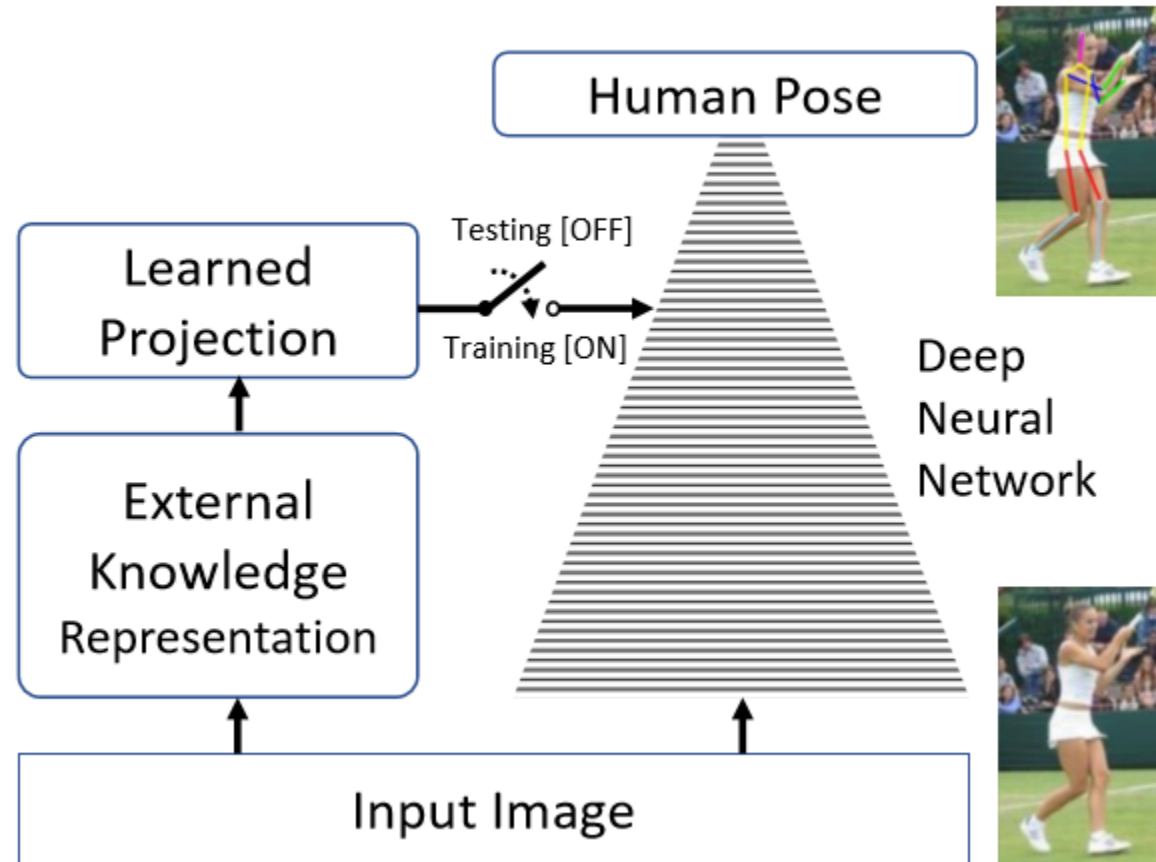 Human Pose
Testing [OFF]
Learned
Projection
Training [ON]
Deep
Neural
Network
External
Knowledge
Representation
Input Image